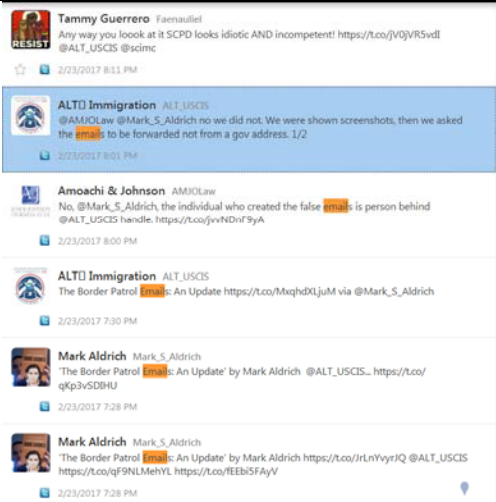 Tammy Guerrero Faenauliel
Any way you loook at it SCPD looks idiotic AND incompetent! https://t.co/jV0jVR5vdI
@ALT_USCIS @scimc
RESIST
2/23/2017 8:11 PM
ALT Immigration ALT_USCIS
@AMJOLaw @Mark_S_Aldrich no we did not. We were shown screenshots, then we asked
the emails to be forwarded not from a gov address. 1/2
2/23/2017 8:01 PM
Amoachi & Johnson AMJOLaw
No, @Mark_S_Aldrich, the individual who created the false emails is person behind
@ALT_USCIS handle. https://t.co/jvvNDnF9yA
2/23/2017 8:00 PM
ALT Immigration ALT_USCIS
The Border Patrol Emails: An Update https://t.co/MxqhdXLjuM via @Mark_S_Aldrich
2/23/2017 7:30 PM
Mark Aldrich Mark_S_Aldrich
'The Border Patrol Emails: An Update' by Mark Aldrich @ALT_USCIS... https://t.co/
qKp3vSDIHU
2/23/2017 7:28 PM
Mark Aldrich Mark_S_Aldrich
'The Border Patrol Emails: An Update' by Mark Aldrich https://t.co/JrLnYvyrJQ @ALT_USCIS
https://t.co/qF9NLMehYL https://t.co/fEEbi5FAyV
2/23/2017 7:28 PM